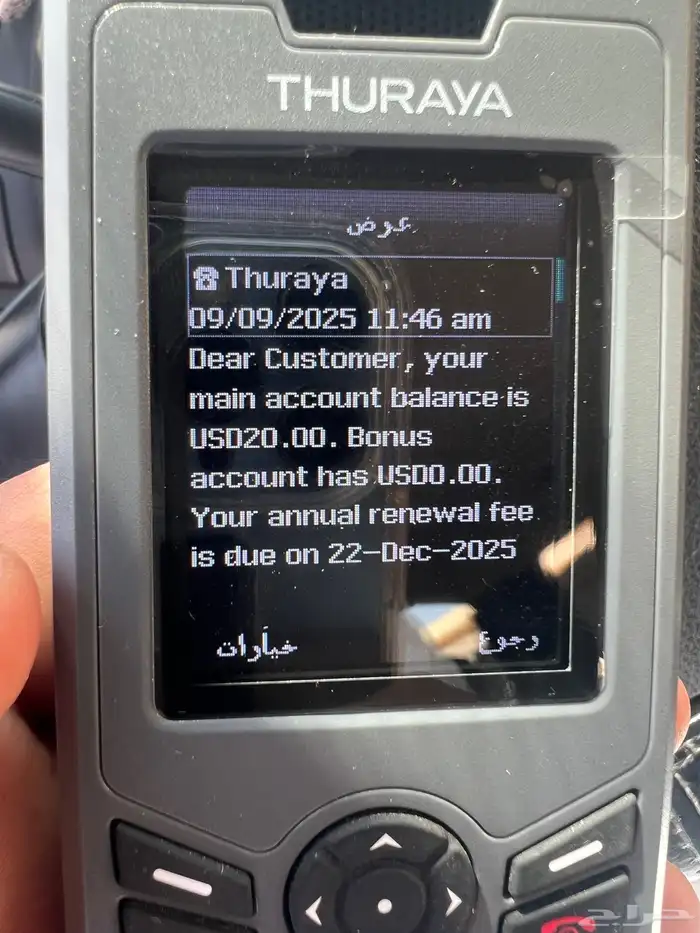 THURAYA
عرض
Thuraya
09/09/2025 11:46 am
Dear Customer, your
main account balance is
USD20.00. Bonus
account has USD0.00.
Your annual renewal fee
is due on 22-Dec-2025
خيارات رجوع
حراج